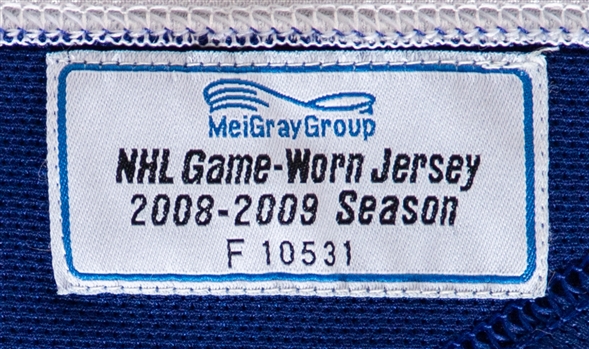 MeiGrayGroup
NHL Game-Worn Jersey
2008-2009 Season
F 10531